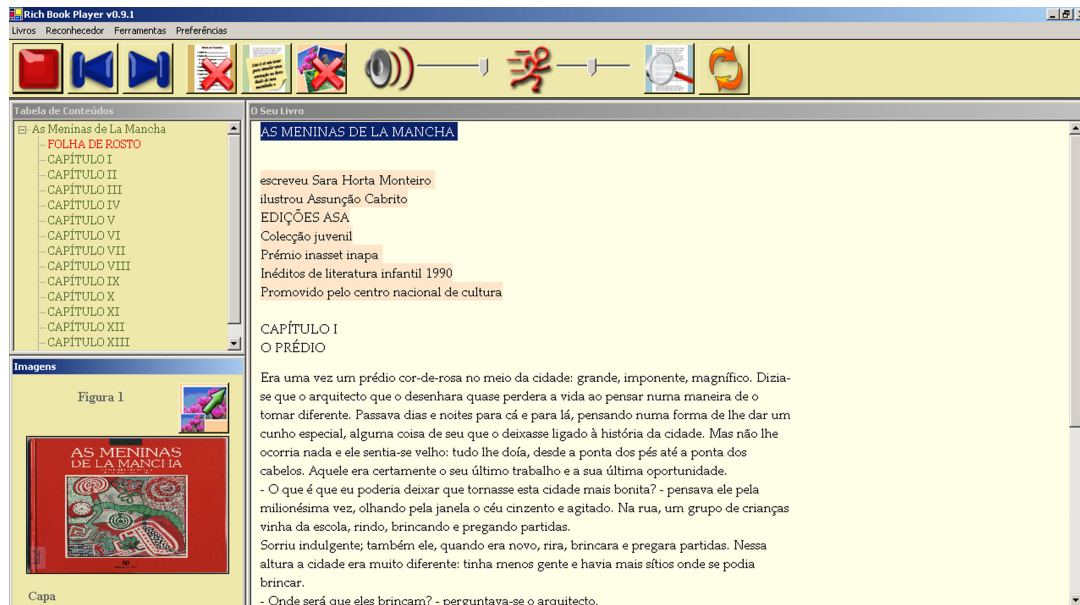 Rich Book Player v0.9.1
Livros Reconhecedor Ferramentas Preferências
Tabela de Conteúdos
As Meninas de La Mancha
FOLHA DE ROSTO
CAPÍTULO I
CAPÍTULO II
CAPÍTULO III
CAPÍTULO IV
CAPÍTULO V
CAPÍTULO VI
CAPÍTULO VII
CAPÍTULO VIII
CAPÍTULO IX
CAPÍTULO X
CAPÍTULO XI
CAPÍTULO XII
CAPÍTULO XIII
Imagens
Figura 1
AS MENINAS
DE LA MANCHA
Capa
O Seu Livro
AS MENINAS DE LA MANCHA
escreveu Sara Horta Monteiro
ilustrou Assunção Cabrito
EDIÇÕES ASA
Colecção juvenil
Prémio inasset inapa
Inéditos de literatura infantil 1990
Promovido pelo centro nacional de cultura
CAPÍTULO I
O PRÉDIO
Era uma vez um prédio cor-de-rosa no meio da cidade: grande, imponente, magnífico. Dizia-
se que o arquitecto que o desenhara quase perdera a vida ao pensar numa maneira de o
tomar diferente. Passava dias e noites para cá e para lá, pensando numa forma de lhe dar um
cunho especial, alguma coisa de seu que o deixasse ligado à história da cidade. Mas não lhe
ocorria nada e ele sentia-se velho: tudo lhe doía, desde a ponta dos pés até a ponta dos
cabelos. Aquele era certamente o seu último trabalho e a sua última oportunidade.
- O que é que eu poderia deixar que tornasse esta cidade mais bonita? - pensava ele pela
milionésima vez, olhando pela janela o céu cinzento e agitado. Na rua, um grupo de crianças
vinha da escola, rindo, brincando e pregando partidas.
Sorriu indulgente; também ele, quando era novo, rira, brincara e pregara partidas. Nessa
altura a cidade era muito diferente: tinha menos gente e havia mais sítios onde se podia
brincar.
- Onde será que eles brincam? - perguntava-se o arquitecto.